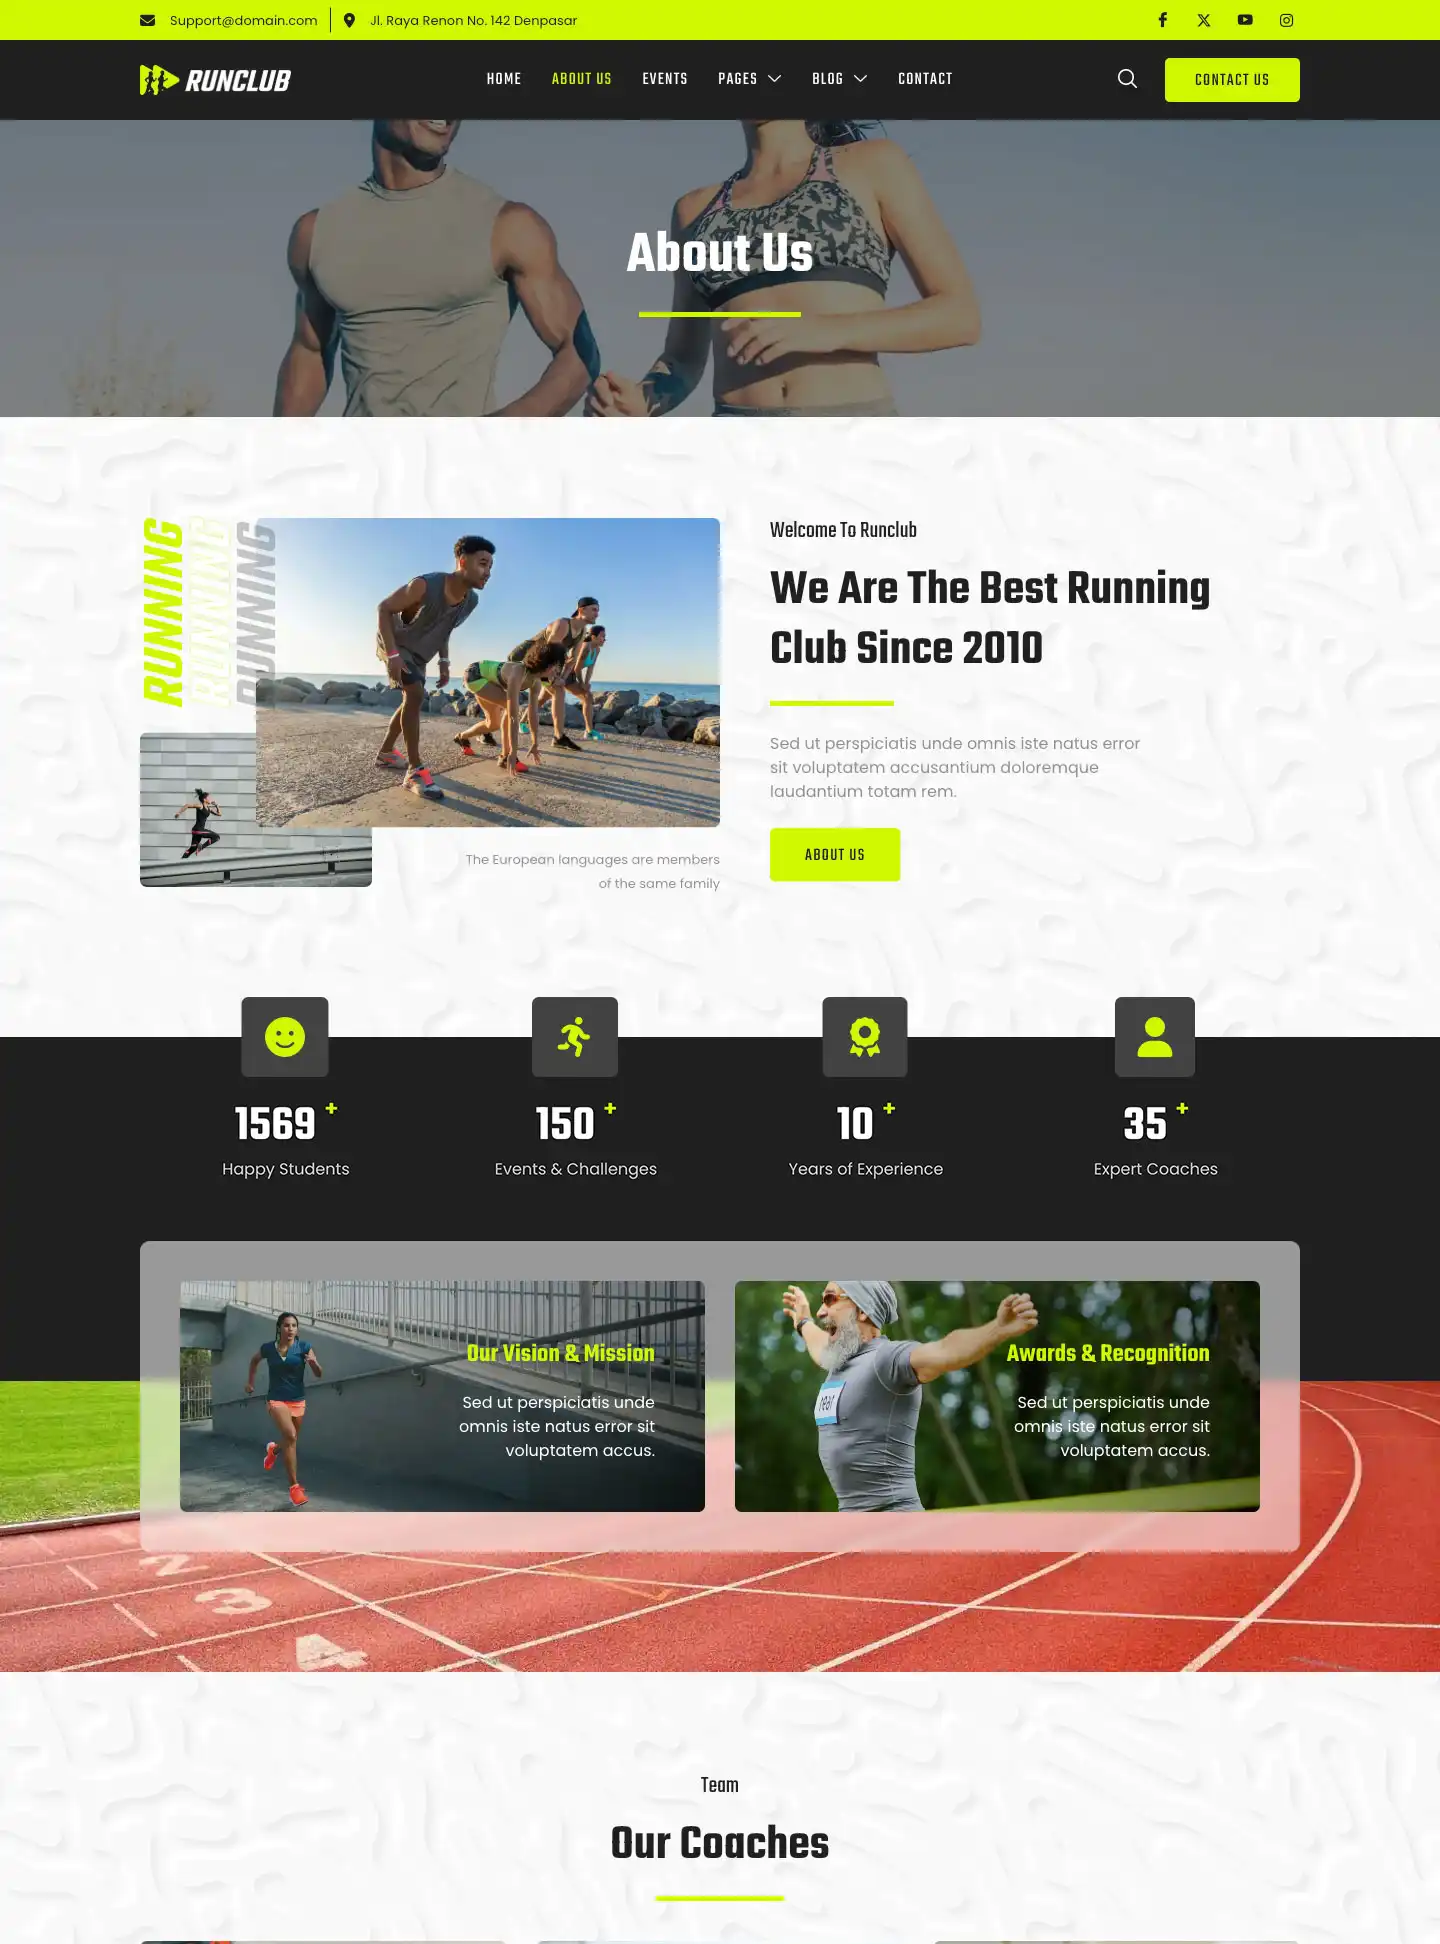 Support@domain.com
Jl. Raya Renon No. 142 Denpasar
RUNCLUB
HOME
ABOUT US
EVENTS
PAGES
BLOG
CONTACT
CONTACT US
About Us
RUNNING
RUNNING
RUNNING
The European languages are members
of the same family
Welcome To Runclub
We Are The Best Running
Club Since 2010
Sed ut perspiciatis unde omnis iste natus error
sit voluptatem accusantium doloremque
laudantium totam rem.
ABOUT US
1569 +
Happy Students
150 +
Events & Challenges
10 +
Years of Experience
35 +
Expert Coaches
Our Vision & Mission
Sed ut perspiciatis unde
omnis iste natus error sit
voluptatem accus.
Awards & Recognition
Sed ut perspiciatis unde
omnis iste natus error sit
voluptatem accus.
2
3
4
Team
Our Coaches